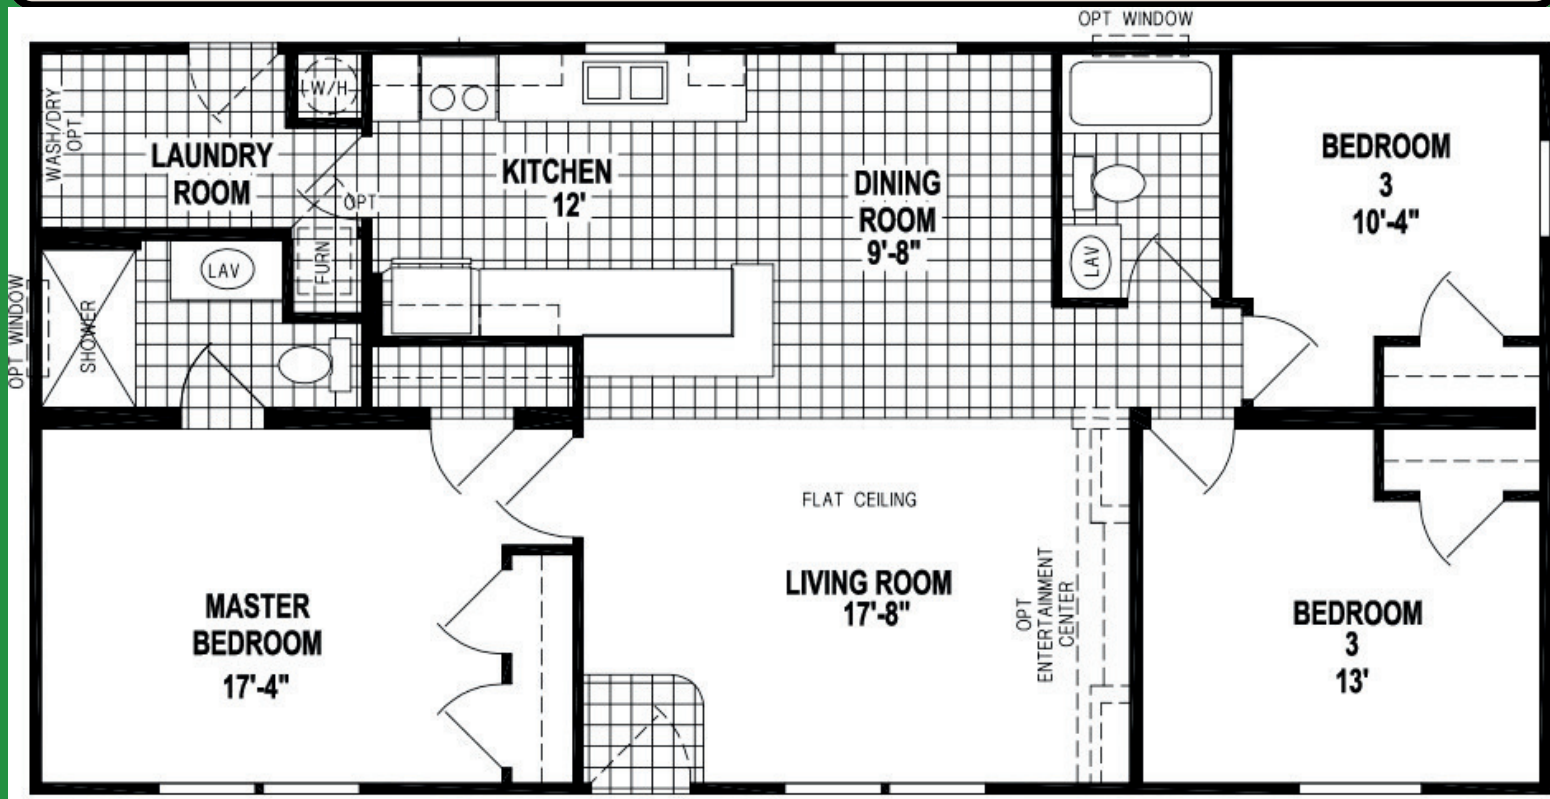 OPT WINDOW
WASH/DRY
OPT
W/H
LAUNDRY
ROOM
OPT
KITCHEN
12'
DINING
ROOM
9'-8"
BEDROOM
3
10'-4"
LAV
FURN
LAV
OPT WINDOW
SHOWER
FLAT CEILING
MASTER
BEDROOM
17'-4"
LIVING ROOM
17'-8"
OPT
ENTERTAINMENT
CENTER
BEDROOM
3
13'